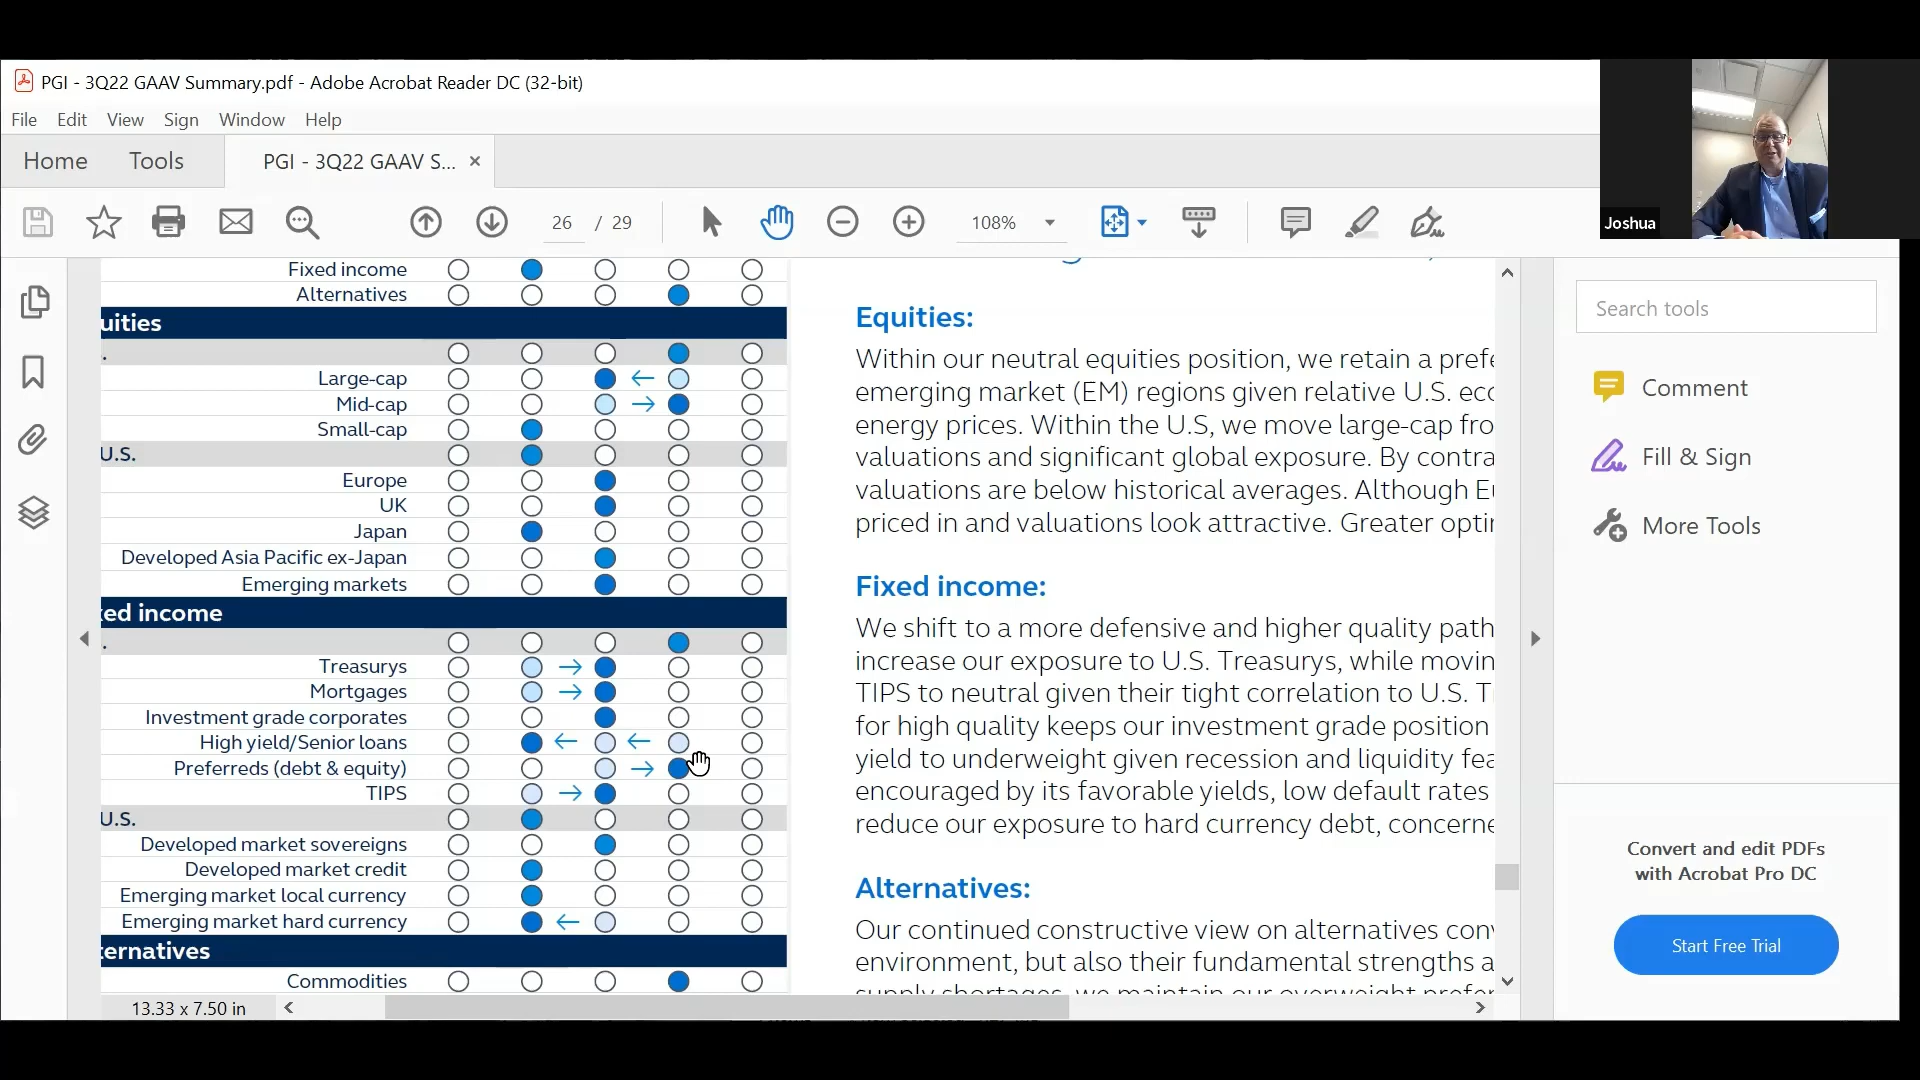 PGI - 3Q22 GAAV Summary.pdf - Adobe Acrobat Reader DC (32-bit)
File Edit View Sign Window Help
Home Tools PGI - 3Q22 GAAV S... ×
26 / 29 108%
Joshua
Fixed income
Alternatives
uities
.
Large-cap
Mid-cap
Small-cap
U.S.
Europe
UK
Japan
Developed Asia Pacific ex-Japan
Emerging markets
ed income
.
Treasurys
Mortgages
Investment grade corporates
High yield/Senior loans
Preferreds (debt & equity)
TIPS
U.S.
Developed market sovereigns
Developed market credit
Emerging market local currency
Emerging market hard currency
ternatives
Commodities
13.33 x 7.50 in
Equities:
Within our neutral equities position, we retain a prefe
emerging market (EM) regions given relative U.S. eco
energy prices. Within the U.S, we move large-cap fro
valuations and significant global exposure. By contra
valuations are below historical averages. Although Eu
priced in and valuations look attractive. Greater optin
Fixed income:
We shift to a more defensive and higher quality path
increase our exposure to U.S. Treasurys, while movin
TIPS to neutral given their tight correlation to U.S. T
for high quality keeps our investment grade position
yield to underweight given recession and liquidity fea
encouraged by its favorable yields, low default rates
reduce our exposure to hard currency debt, concerne
Alternatives:
Our continued constructive view on alternatives conv
environment, but also their fundamental strengths a
supply shortages, we maintain our overweight prefer
Search tools
Comment
Fill & Sign
More Tools
Convert and edit PDFs
with Acrobat Pro DC
Start Free Trial